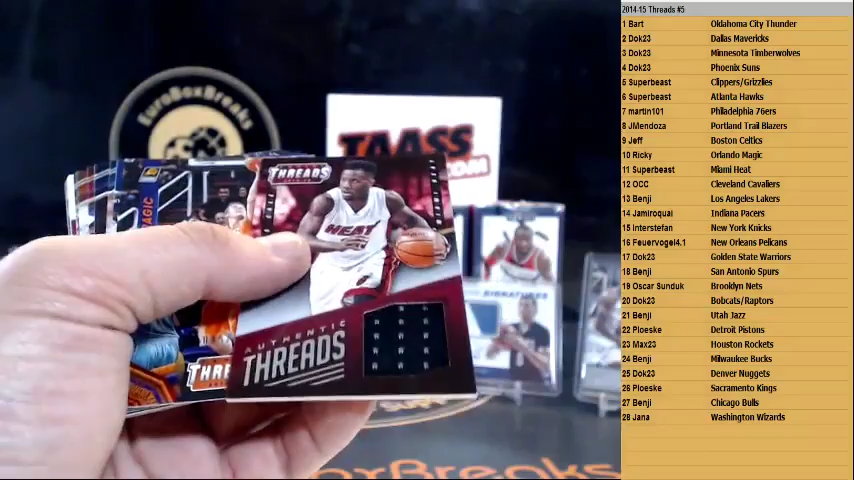 2014-15 Threads #5
1 Bart Oklahoma City Thunder
2 Dok23 Dallas Mavericks
3 Dok23 Minnesota Timberwolves
4 Dok23 Phoenix Suns
5 Superbeast Clippers/Grizzlies
6 Superbeast Atlanta Hawks
7 martin101 Philadelphia 76ers
8 JMendoza Portland Trail Blazers
9 Jeff Boston Celtics
10 Ricky Orlando Magic
11 Superbeast Miami Heat
12 OCC Cleveland Cavaliers
13 Benji Los Angeles Lakers
14 Jamiroquai Indiana Pacers
15 Interstefan New York Knicks
16 Feuervogel4.1 New Orleans Pelicans
17 Dok23 Golden State Warriors
18 Benji San Antonio Spurs
19 Oscar Sunduk Brooklyn Nets
20 Dok23 Bobcats/Raptors
21 Benji Utah Jazz
22 Ploeske Detroit Pistons
23 Max23 Houston Rockets
24 Benji Milwaukee Bucks
25 Dok23 Denver Nuggets
26 Ploeske Sacramento Kings
27 Benji Chicago Bulls
28 Jana Washington Wizards
EuroBoxBreaks
TAASS
.COM
THREADS
MAGIC
HEAT
SIGNATURES
AUTHENTIC
THREADS
THRE